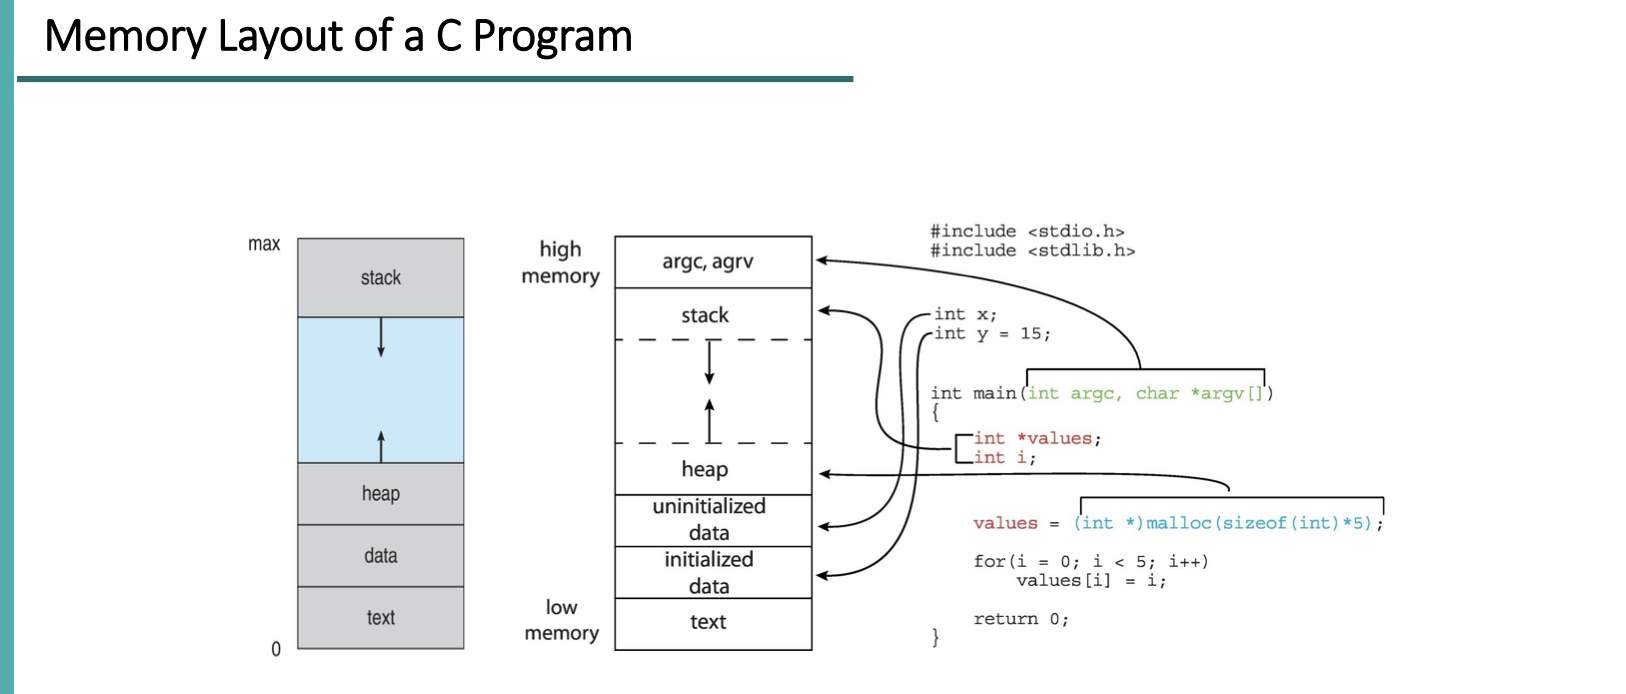 Memory Layout of a C Program
max
stack
heap
data
text
0
high
memory
argc, agrv
stack
heap
uninitialized
data
initialized
data
low
memory
text
#include <stdio.h>
#include <stdlib.h>
int x;
int y = 15;
int main(int argc, char *argv[])
{
int *values;
int i;
values = (int *)malloc(sizeof(int)*5);
for(i = 0; i < 5; i++)
values[i] = i;
return 0;
}